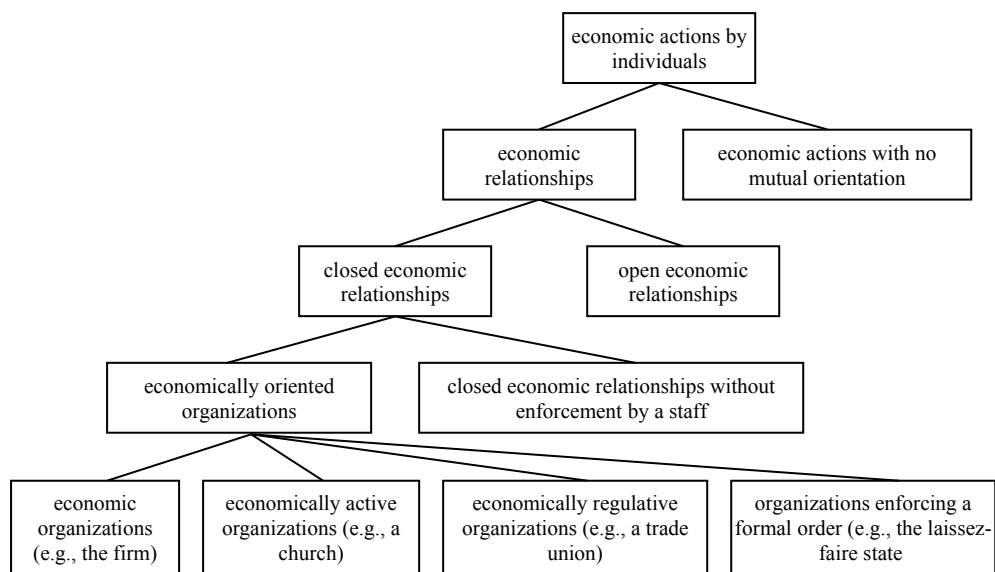 economic actions by
individuals
economic
relationships
economic actions with no
mutual orientation
closed economic
relationships
open economic
relationships
economically oriented
organizations
closed economic relationships without
enforcement by a staff
economic
organizations
(e.g., the firm)
economically active
organizations (e.g., a
church)
economically regulative
organizations (e.g., a trade
union)
organizations enforcing a
formal order (e.g., the laissez-
faire state